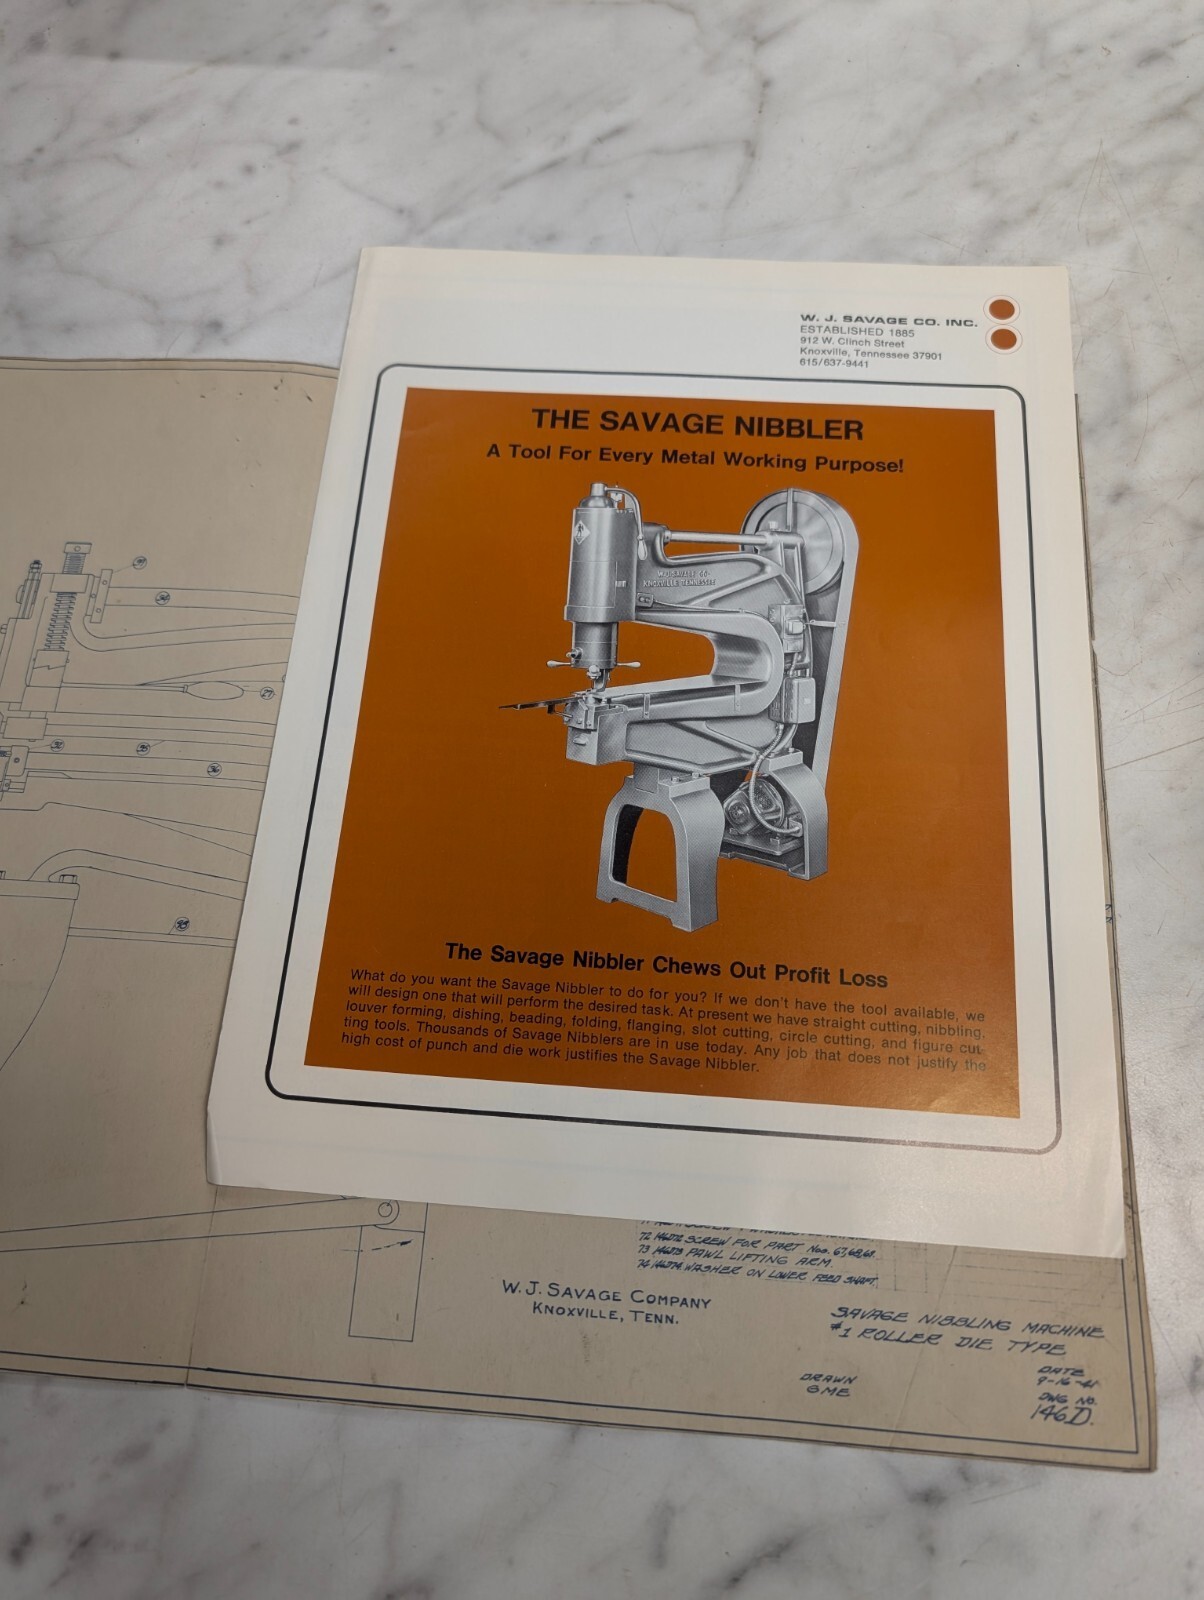 W. J. SAVAGE CO. INC.
ESTABLISHED 1885
912 W. Clinch Street
Knoxville, Tennessee 37901
615/637-9441
THE SAVAGE NIBBLER
A Tool For Every Metal Working Purpose!
W. J. SAVAGE CO.
KNOXVILLE TENNESSEE
The Savage Nibbler Chews Out Profit Loss
What do you want the Savage Nibbler to do for you? If we don't have the tool available, we
will design one that will perform the desired task. At present we have straight cutting, nibbling,
louver forming, dishing, beading, folding, flanging, slot cutting, circle cutting, and figure cut-
ting tools. Thousands of Savage Nibblers are in use today. Any job that does not justify the
high cost of punch and die work justifies the Savage Nibbler.
72 146D72 SCREW FOR PART Nos. 67,68,69.
73 146D73 PAWL LIFTING ARM.
74 146D74 WASHER ON LOWER FEED SHAFT
W. J. SAVAGE COMPANY
KNOXVILLE, TENN.
SAVAGE NIBBLING MACHINE
#1 ROLLER DIE TYPE
DRAWN
GME
DATE
9-16-41
DWG NO.
146D.